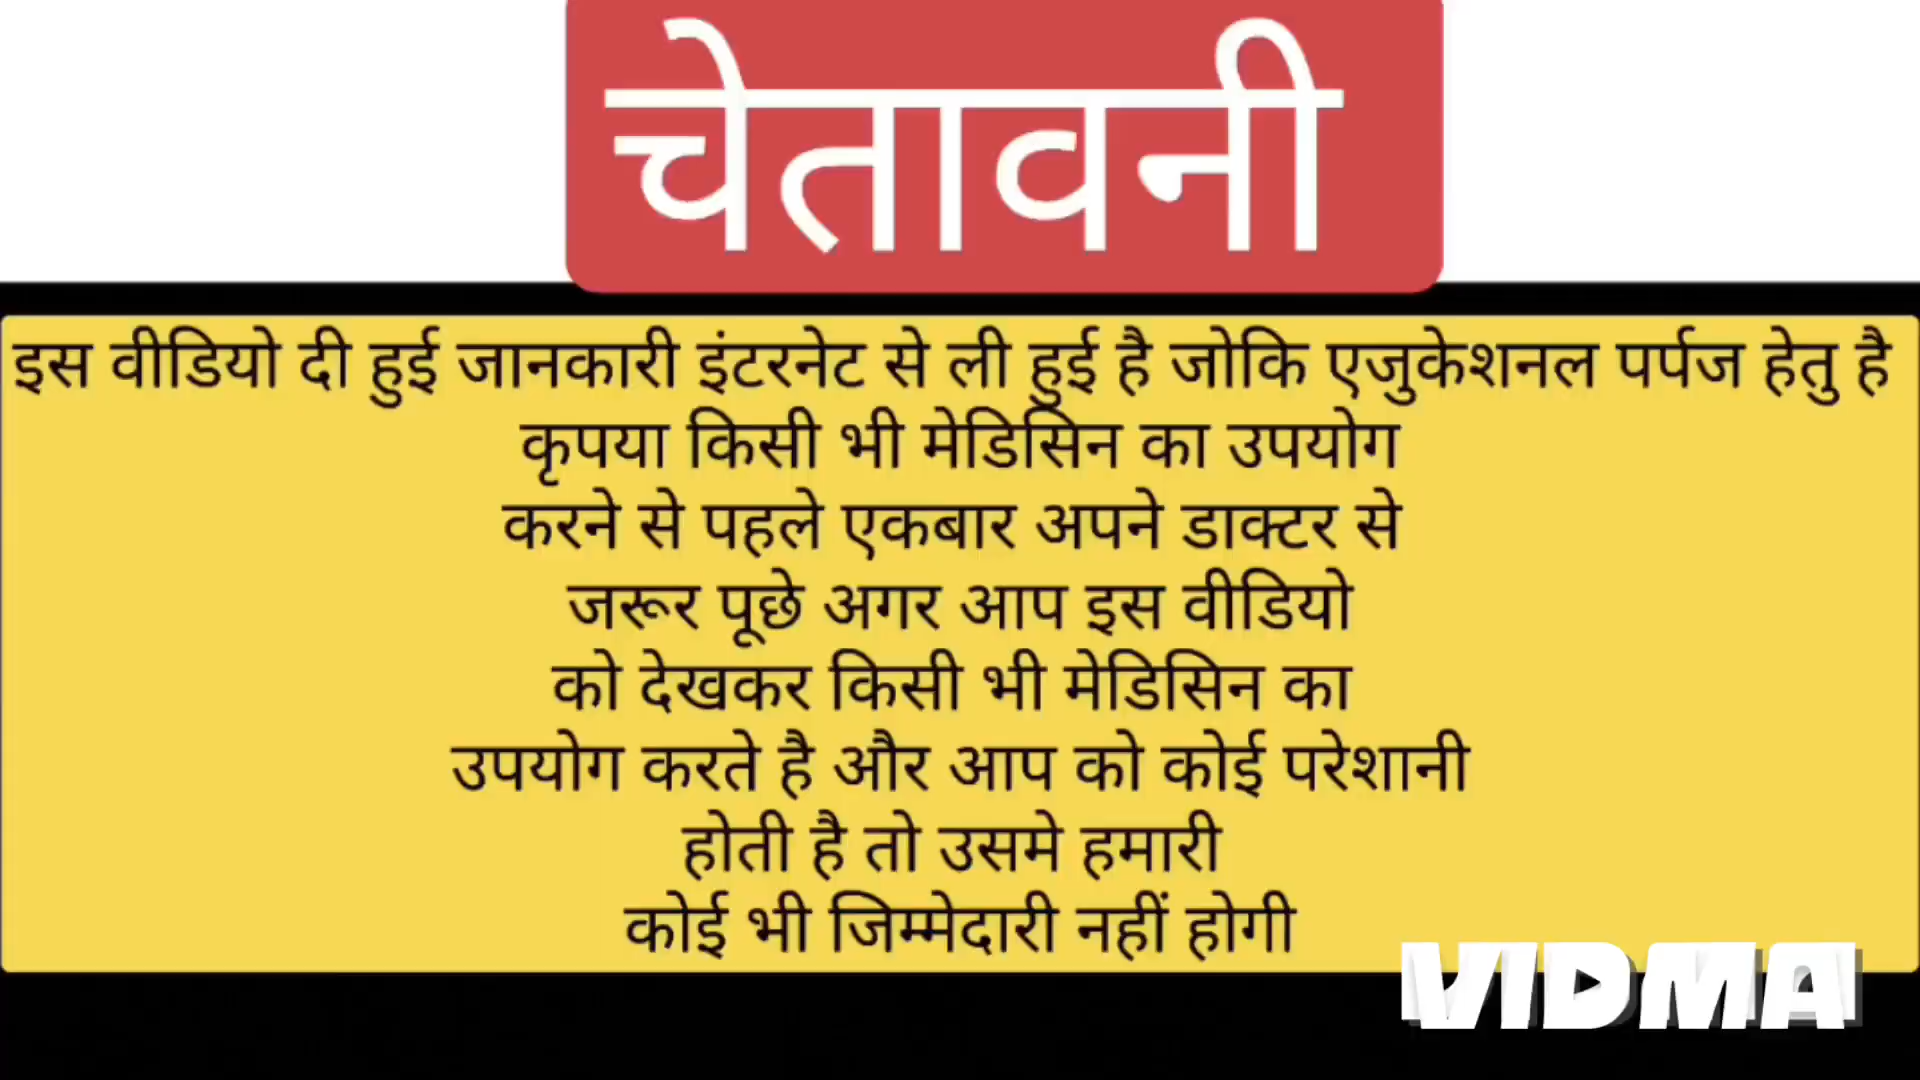 चेतावनी
इस वीडियो दी हुई जानकारी इंटरनेट से ली हुई है जोकि एजुकेशनल पर्पज हेतु है
कृपया किसी भी मेडिसिन का उपयोग
करने से पहले एकबार अपने डाक्टर से
जरूर पूछे अगर आप इस वीडियो
को देखकर किसी भी मेडिसिन का
उपयोग करते है और आप को कोई परेशानी
होती है तो उसमे हमारी
कोई भी जिम्मेदारी नहीं होगी
VIDMA